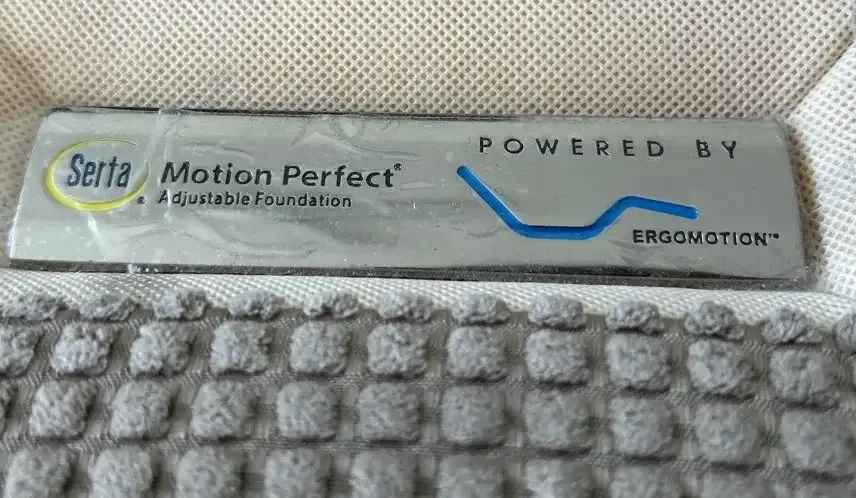 Serta®
Motion Perfect®
Adjustable Foundation
POWERED BY
ERGOMOTION™